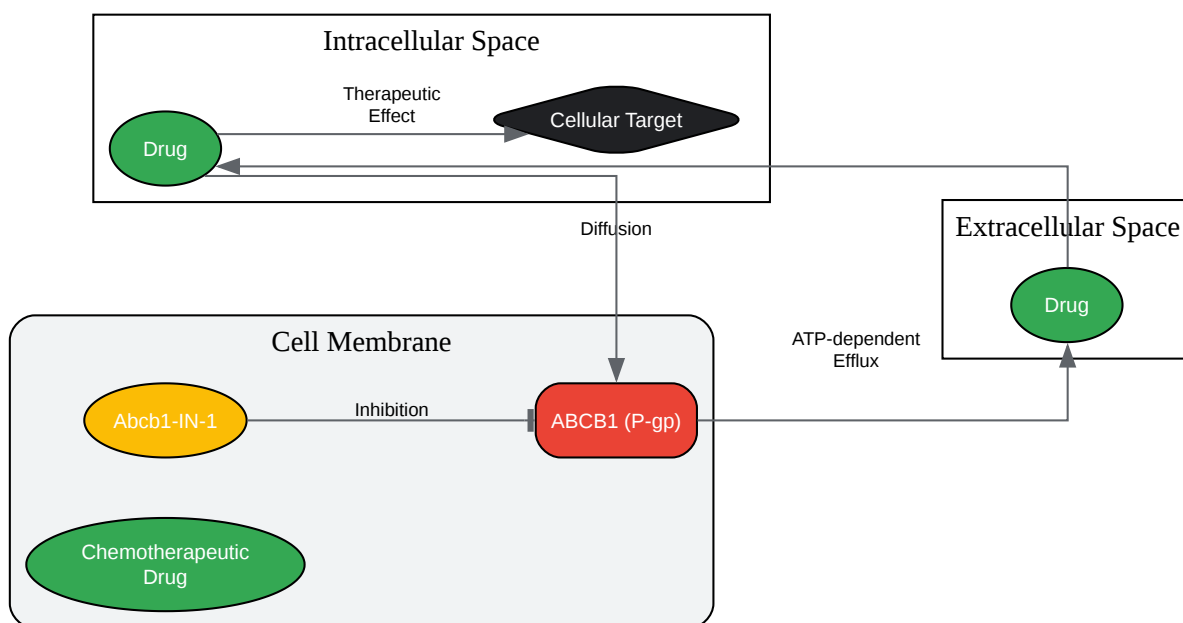 Intracellular Space
Therapeutic
Effect
Cellular Target
Drug
Diffusion
Extracellular Space
Drug
Cell Membrane
ATP-dependent
Efflux
Abcb1-IN-1
Inhibition
ABCB1 (P-gp)
Chemotherapeutic
Drug